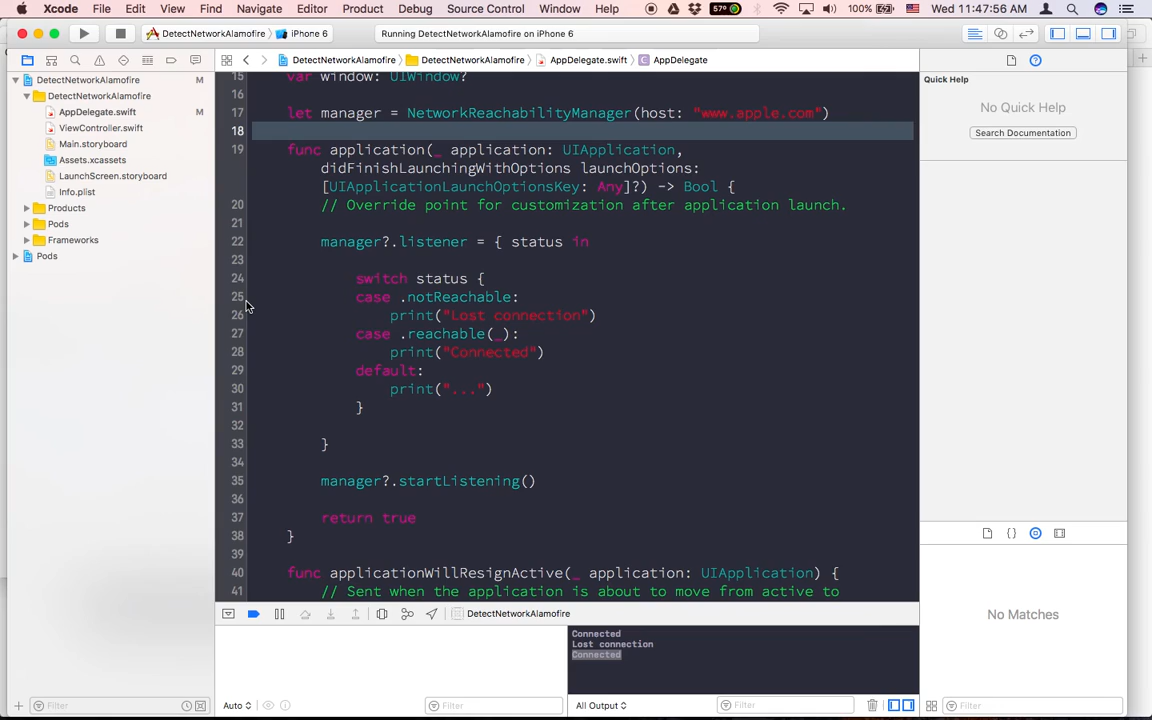 Xcode File Edit View Find Navigate Editor Product Debug Source Control Window Help 57° 100% Wed 11:47:56 AM
DetectNetworkAlamofire iPhone 6 Running DetectNetworkAlamofire on iPhone 6
DetectNetworkAlamofire DetectNetworkAlamofire AppDelegate.swift AppDelegate
DetectNetworkAlamofire M
DetectNetworkAlamofire
AppDelegate.swift M
ViewController.swift
Main.storyboard
Assets.xcassets
LaunchScreen.storyboard
Info.plist
Products
Pods
Frameworks
Pods
15 var window: UIWindow?
16
17 let manager = NetworkReachabilityManager(host: "www.apple.com")
18
19 func application(_ application: UIApplication,
didFinishLaunchingWithOptions launchOptions:
[UIApplicationLaunchOptionsKey: Any]?) -> Bool {
20 // Override point for customization after application launch.
21
22 manager?.listener = { status in
23
24 switch status {
25 case .notReachable:
26 print("Lost connection")
27 case .reachable(_):
28 print("Connected")
29 default:
30 print("...")
31 }
32
33 }
34
35 manager?.startListening()
36
37 return true
38 }
39
40 func applicationWillResignActive(_ application: UIApplication) {
41 // Sent when the application is about to move from active to
Quick Help
No Quick Help
Search Documentation
No Matches
DetectNetworkAlamofire
Connected
Lost connection
Connected
Filter Auto Filter All Output Filter Filter